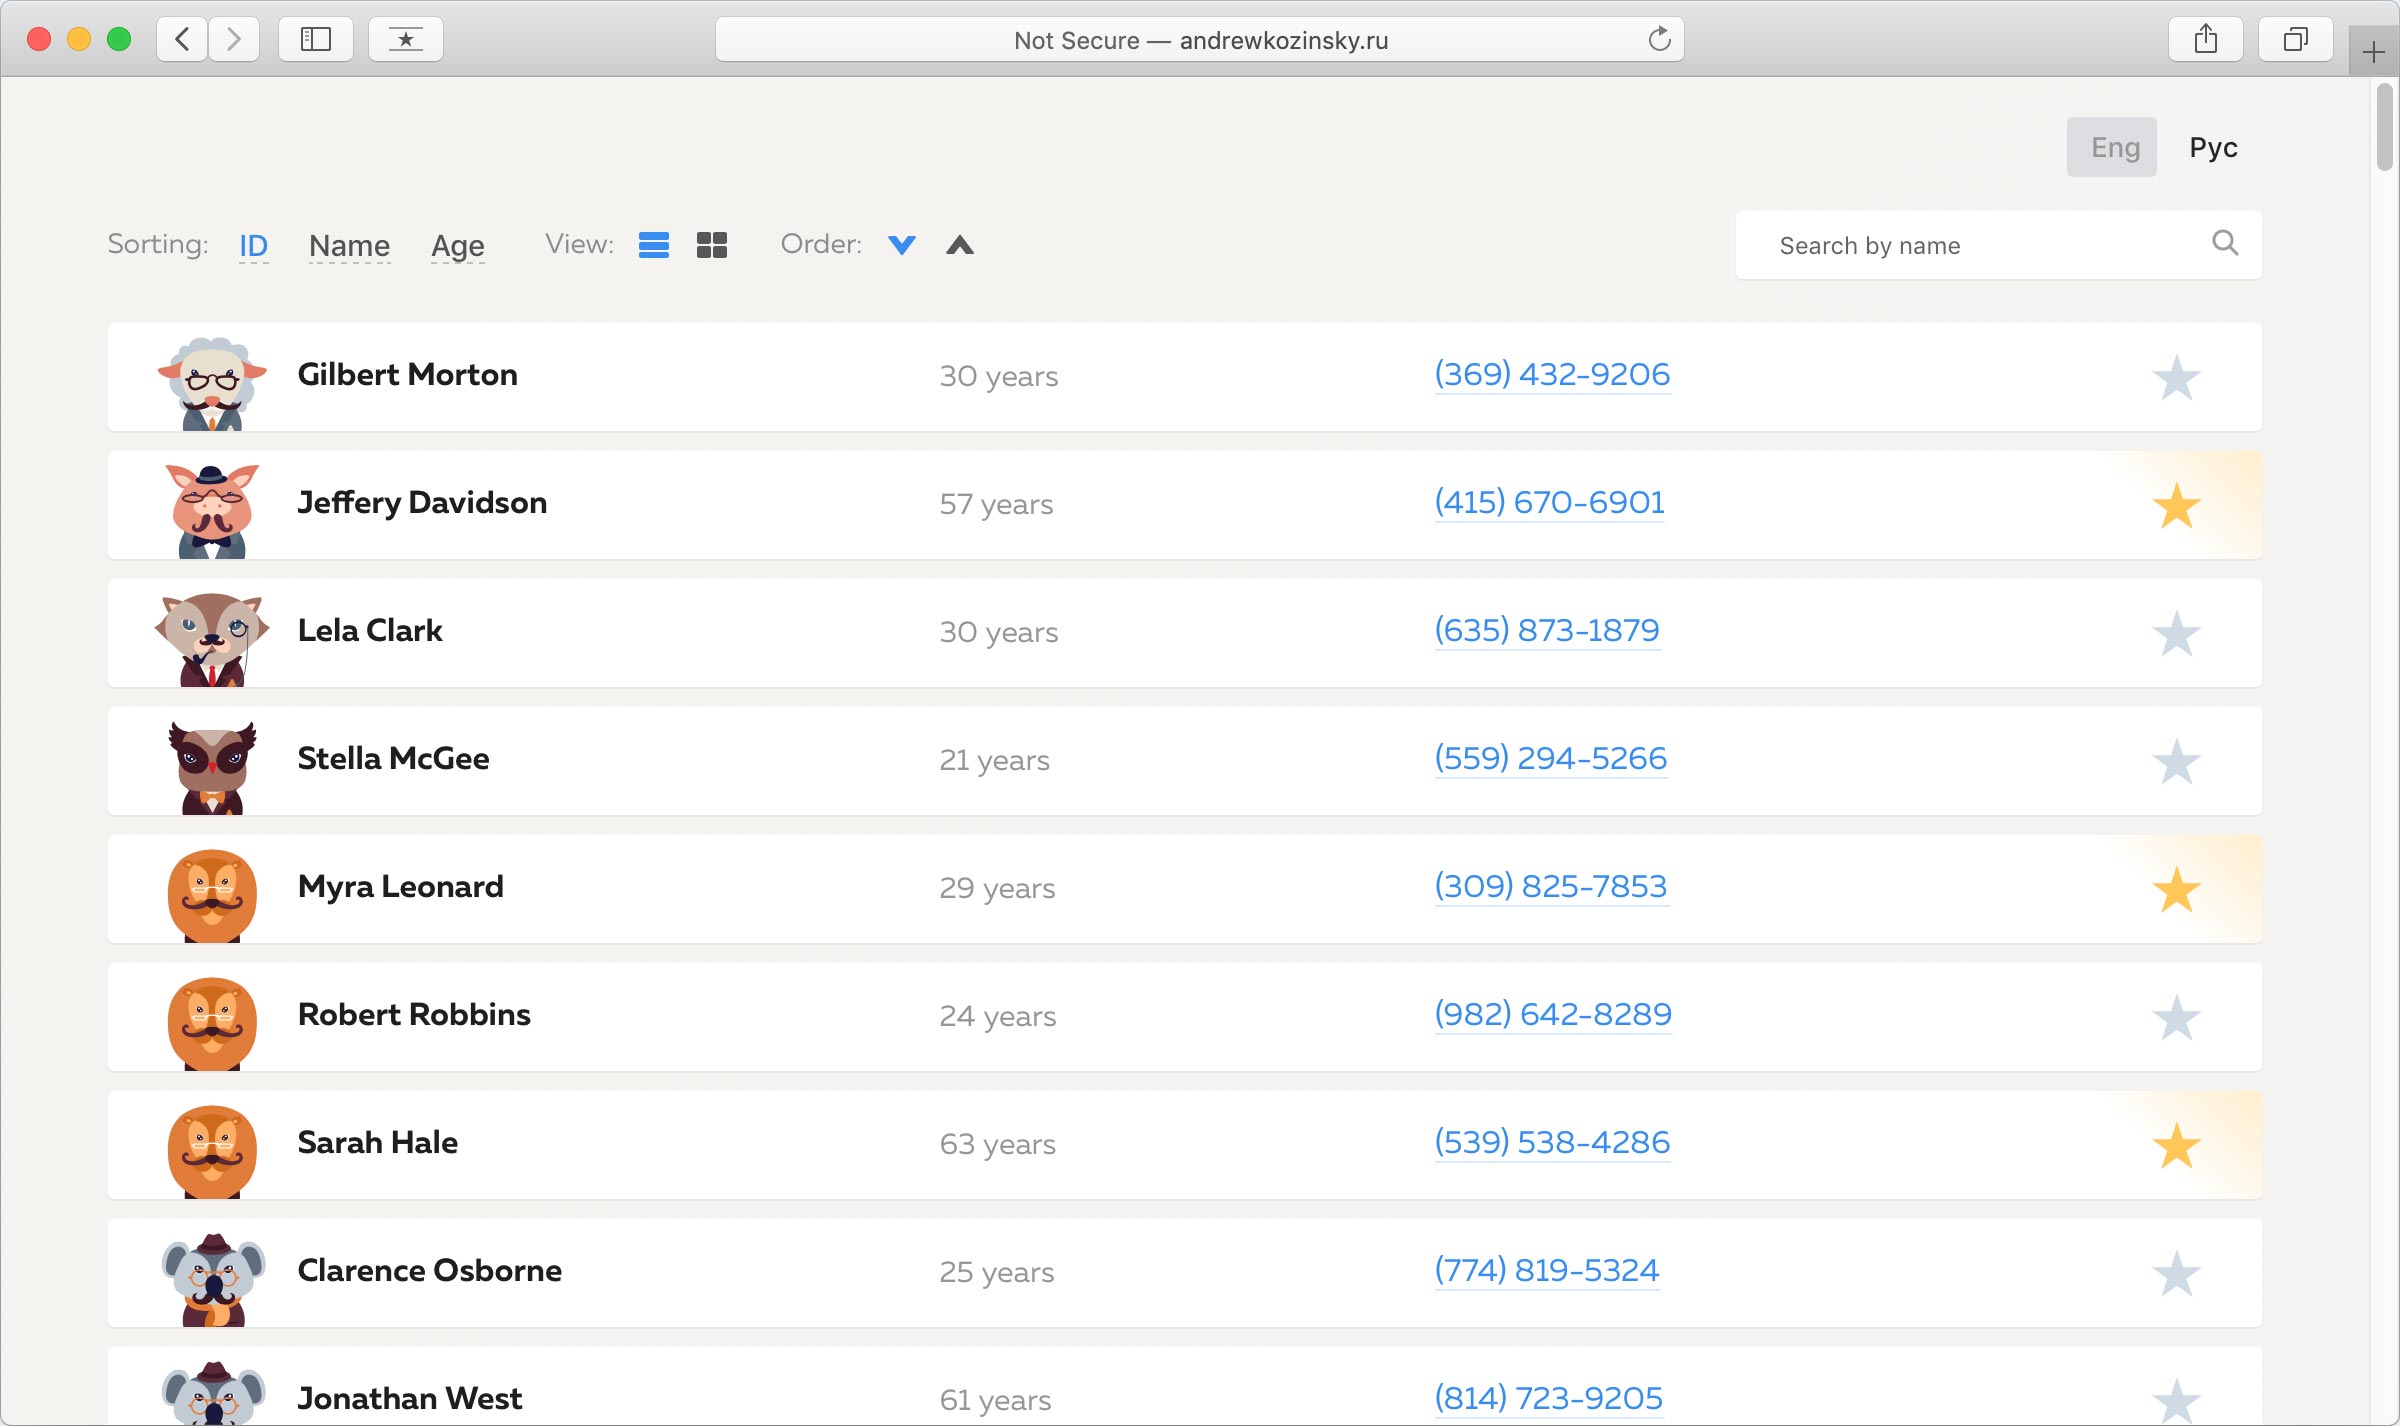 Not Secure — andrewkozinsky.ru
Eng Рус
Sorting: ID Name Age View: Order: Search by name
Gilbert Morton 30 years (369) 432-9206
Jeffery Davidson 57 years (415) 670-6901
Lela Clark 30 years (635) 873-1879
Stella McGee 21 years (559) 294-5266
Myra Leonard 29 years (309) 825-7853
Robert Robbins 24 years (982) 642-8289
Sarah Hale 63 years (539) 538-4286
Clarence Osborne 25 years (774) 819-5324
Jonathan West 61 years (814) 723-9205